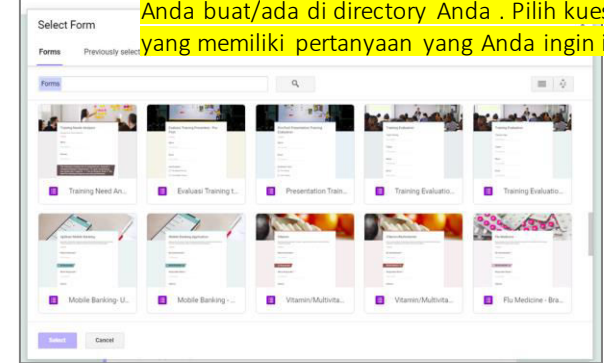 Anda buat/ada di directory Anda . Pilih kues
yang memiliki pertanyaan yang Anda ingin i
Select Form
Forms Previously select
Forms
Training Need An... Evaluasi Training t... Presentation Train... Training Evaluatio... Training Evaluatio...
Mobile Banking- U... Mobile Banking - ... Vitamin/Multivita... Vitamin/Multivita... Flu Medicine - Bra...
Select Cancel